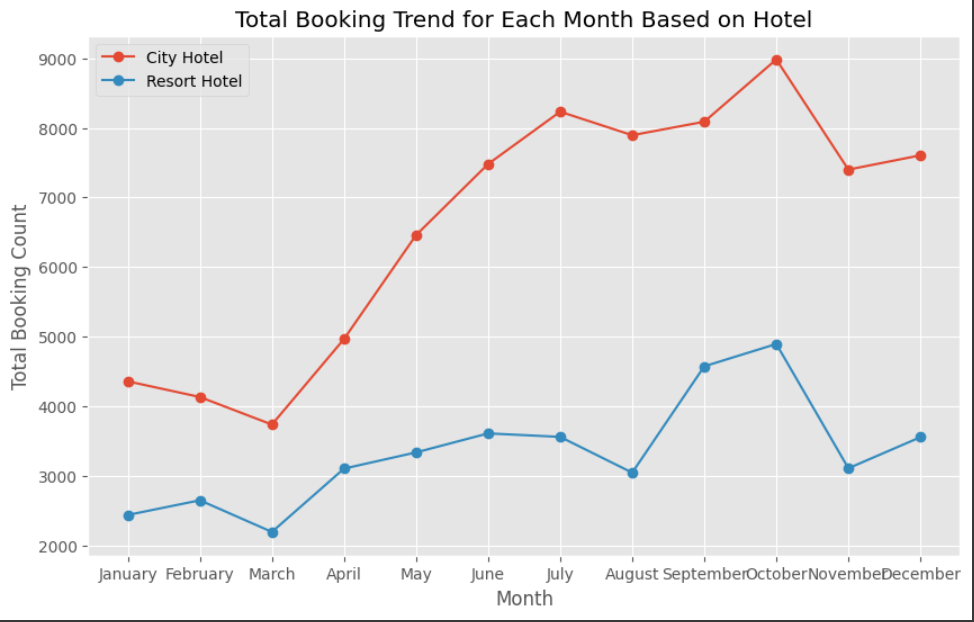 Total Booking Trend for Each Month Based on Hotel
City Hotel
Resort Hotel
Total Booking Count
9000
8000
7000
6000
5000
4000
3000
2000
January February March April May June July August September October November December
Month